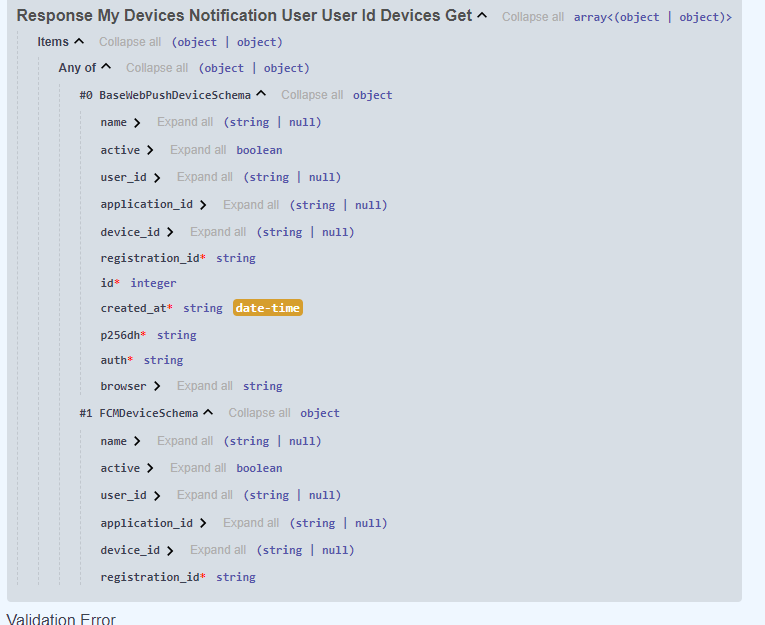 Response My Devices Notification User User Id Devices Get Collapse all array<(object | object)>
Items Collapse all (object | object)
Any of Collapse all (object | object)
#0 BaseWebPushDeviceSchema Collapse all object
name Expand all (string | null)
active Expand all boolean
user_id Expand all (string | null)
application_id Expand all (string | null)
device_id Expand all (string | null)
registration_id* string
id* integer
created_at* string date-time
p256dh* string
auth* string
browser Expand all string
#1 FCMDeviceSchema Collapse all object
name Expand all (string | null)
active Expand all boolean
user_id Expand all (string | null)
application_id Expand all (string | null)
device_id Expand all (string | null)
registration_id* string
Validation Error